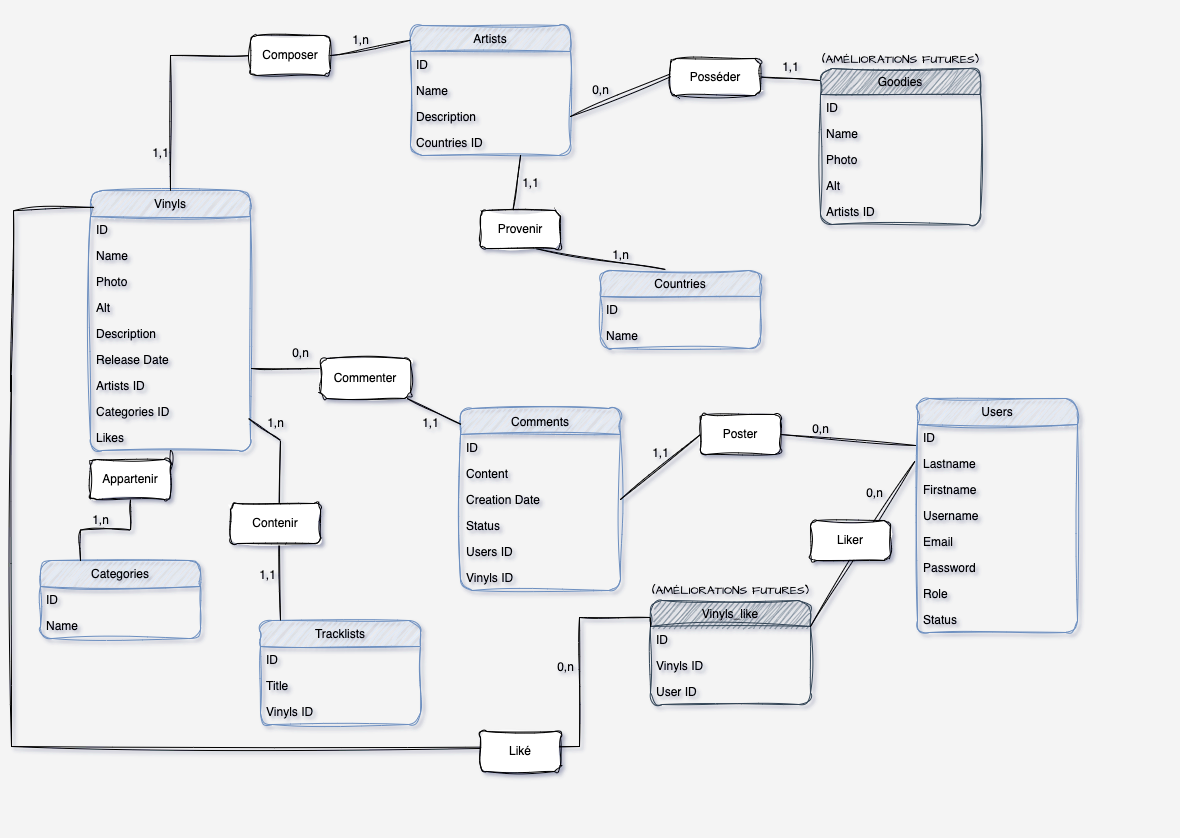 Composer
1,n
Artists
ID
Name
Description
Countries ID
0,n
Posséder
1,1
(AMÉLIORATIONS FUTURES)
Goodies
ID
Name
Photo
Alt
Artists ID
1,1
1,1
Provenir
1,n
Countries
ID
Name
Vinyls
ID
Name
Photo
Alt
Description
Release Date
Artists ID
Categories ID
Likes
0,n
Commenter
1,1
Comments
ID
Content
Creation Date
Status
Users ID
Vinyls ID
1,1
Poster
0,n
Users
ID
Lastname
Firstname
Username
Email
Password
Role
Status
0,n
Liker
Appartenir
1,n
Categories
ID
Name
1,n
Contenir
1,1
Tracklists
ID
Title
Vinyls ID
(AMÉLIORATIONS FUTURES)
Vinyls_like
ID
Vinyls ID
User ID
0,n
Liké